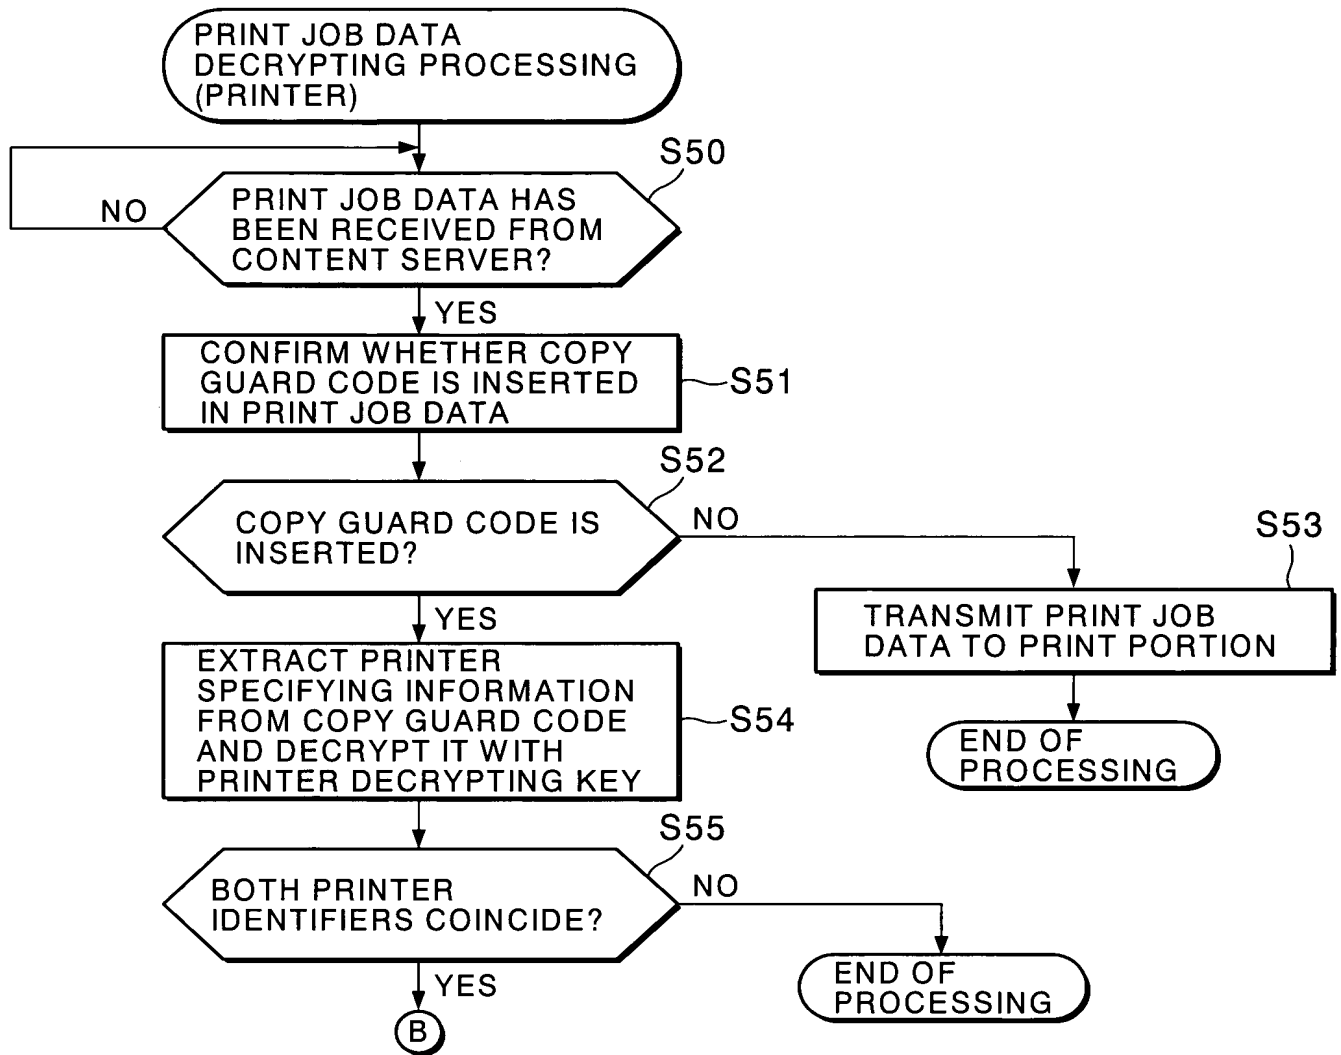 PRINT JOB DATA
DECRYPTING PROCESSING
(PRINTER)
S50
PRINT JOB DATA HAS
BEEN RECEIVED FROM
CONTENT SERVER?
NO
YES
CONFIRM WHETHER COPY
GUARD CODE IS INSERTED
IN PRINT JOB DATA
S51
S52
COPY GUARD CODE IS
INSERTED?
NO
YES
S53
TRANSMIT PRINT JOB
DATA TO PRINT PORTION
END OF
PROCESSING
EXTRACT PRINTER
SPECIFYING INFORMATION
FROM COPY GUARD CODE
AND DECRYPT IT WITH
PRINTER DECRYPTING KEY
S54
S55
BOTH PRINTER
IDENTIFIERS COINCIDE?
NO
YES
END OF
PROCESSING
B